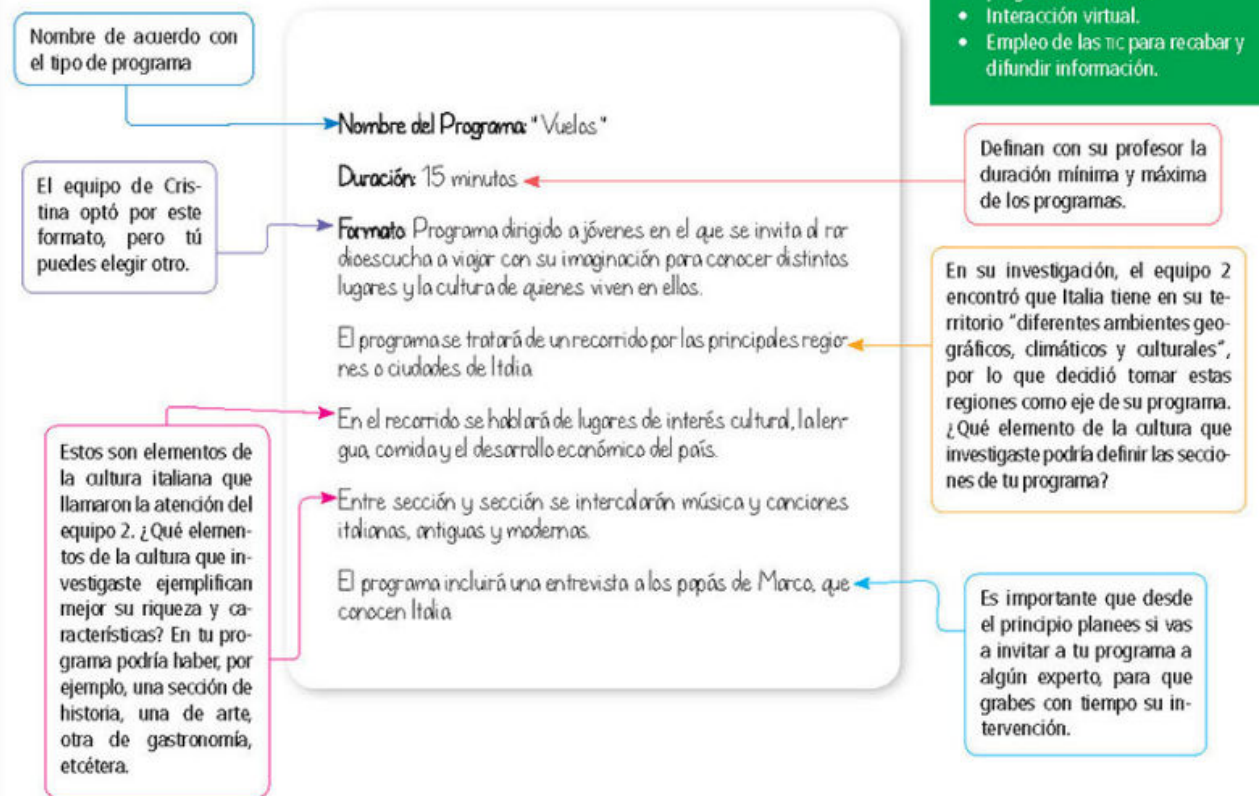 Nombre de acuerdo con
el tipo de programa
El equipo de Cris-
tina optó por este
formato, pero tú
puedes elegir otro.
Estos son elementos de
la cultura italiana que
llamaron la atención del
equipo 2. ¿Qué elemen-
tos de la cultura que in-
vestigaste ejemplifican
mejor su riqueza y ca-
racterísticas? En tu pro-
grama podría haber, por
ejemplo, una sección de
historia, una de arte,
otra de gastronomía,
etcétera.
Nombre del Programa: "Vuelos"
Duración: 15 minutos
Formato: Programa dirigido a jóvenes en el que se invita al ra-
dioescucha a viajar con su imaginación para conocer distintos
lugares y la cultura de quienes viven en ellos.
El programa se tratará de un recorrido por las principales regio-
nes o ciudades de Italia
En el recorrido se hablará de lugares de interés cultural, la len-
gua, comida y el desarrollo económico del país.
Entre sección y sección se intercalarán música y canciones
italianas, antiguas y modernas.
El programa incluirá una entrevista a los papás de Marco, que
conocen Italia
• Interacción virtual.
• Empleo de las TIC para recabar y
difundir información.
Definan con su profesor la
duración mínima y máxima
de los programas.
En su investigación, el equipo 2
encontró que Italia tiene en su te-
rritorio "diferentes ambientes geo-
gráficos, climáticos y culturales",
por lo que decidió tomar estas
regiones como eje de su programa.
¿Qué elemento de la cultura que
investigaste podría definir las seccio-
nes de tu programa?
Es importante que desde
el principio planees si vas
a invitar a tu programa a
algún experto, para que
grabes con tiempo su in-
tervención.